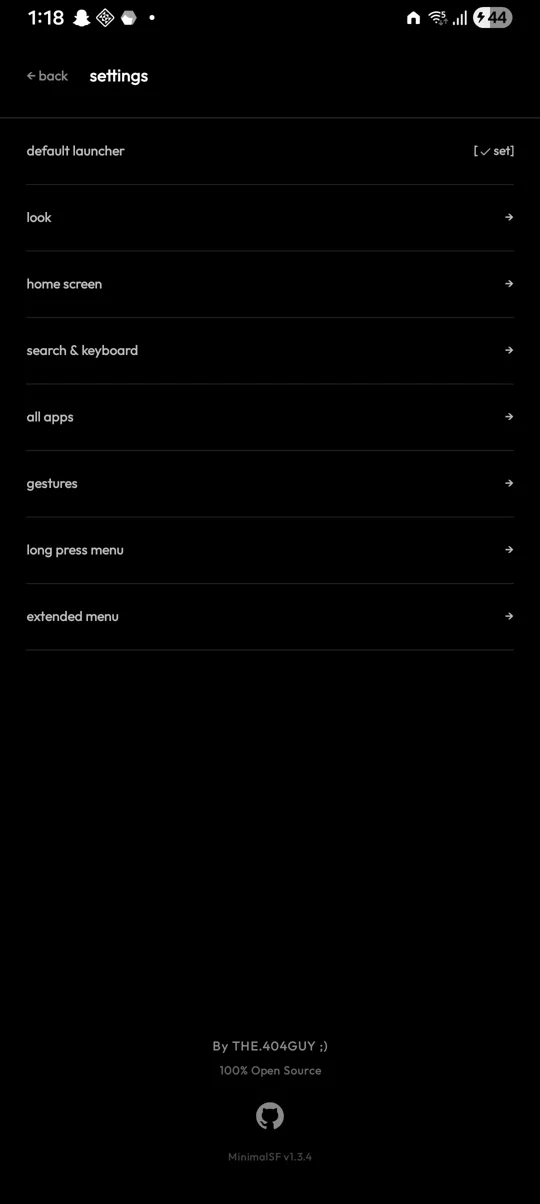 1:18 44
← back settings
default launcher [✓ set]
look →
home screen →
search & keyboard →
all apps →
gestures →
long press menu →
extended menu →
By THE.404GUY ;)
100% Open Source
MinimalSF v1.3.4